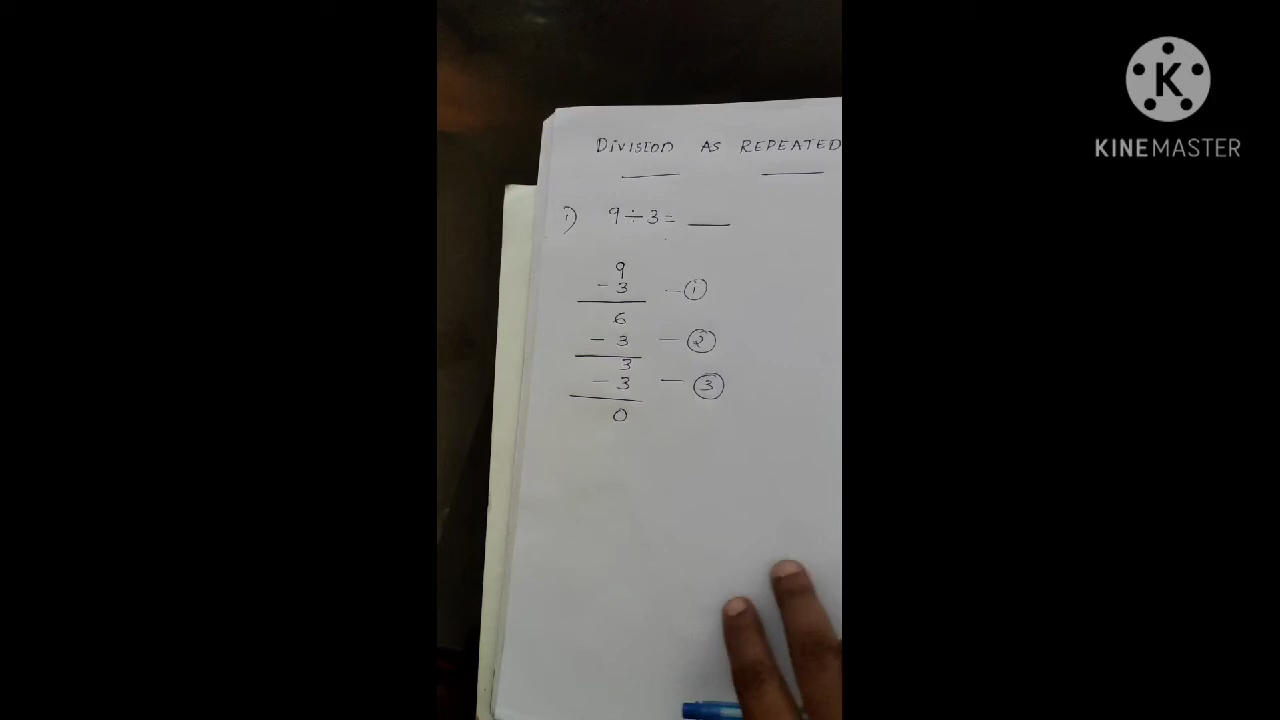 DIVISION AS REPEATED
1) 9 ÷ 3 = ___
9
- 3 — ①
6
- 3 — ②
3
- 3 — ③
0
K
KINEMASTER